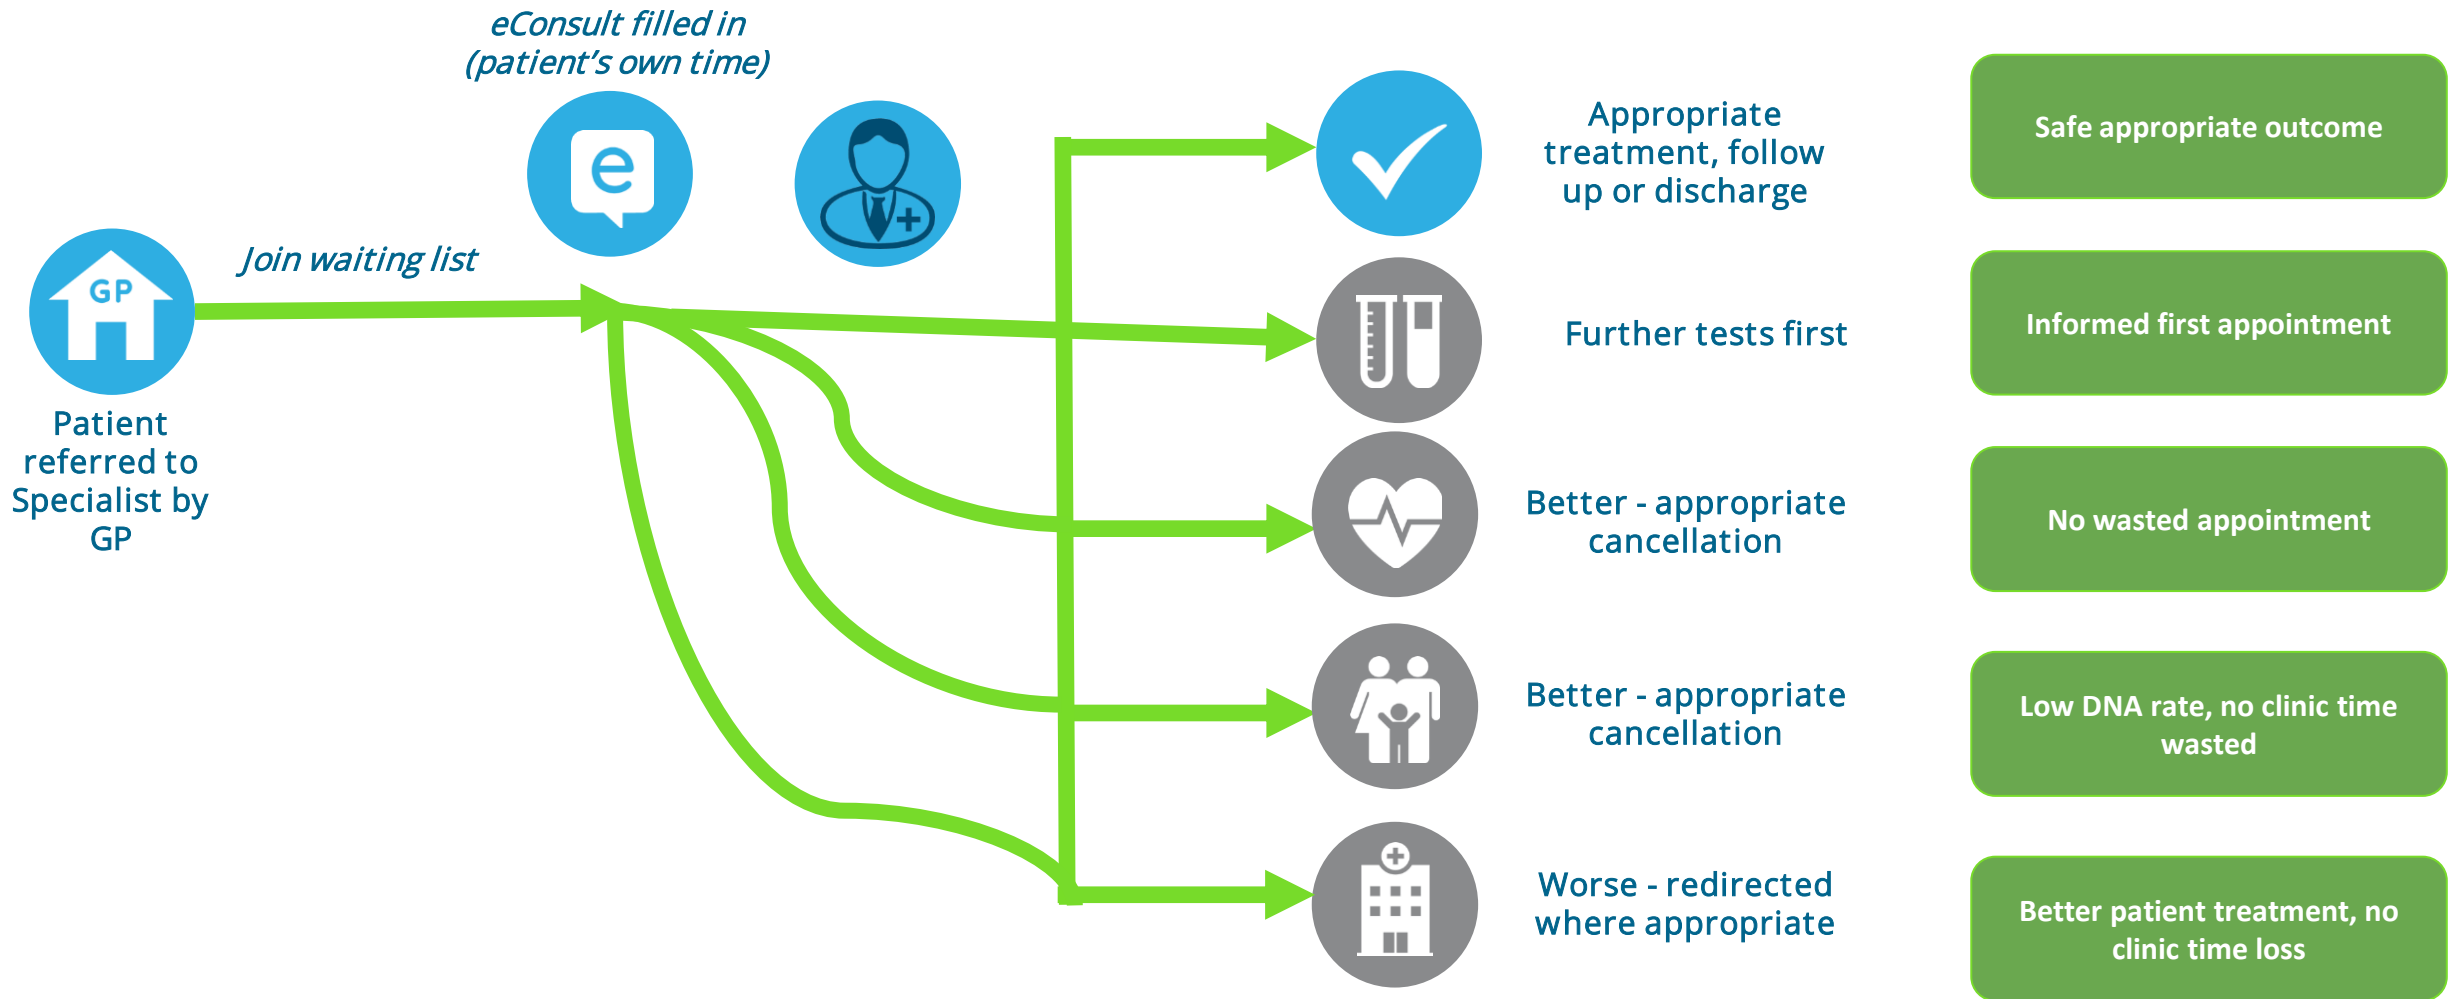 eConsult filled in
(patient's own time)
e
GP
Join waiting list
Patient
referred to
Specialist by
GP
Appropriate
treatment, follow
up or discharge
Safe appropriate outcome
Further tests first
Informed first appointment
Better - appropriate
cancellation
No wasted appointment
Better - appropriate
cancellation
Low DNA rate, no clinic time
wasted
Worse - redirected
where appropriate
Better patient treatment, no
clinic time loss